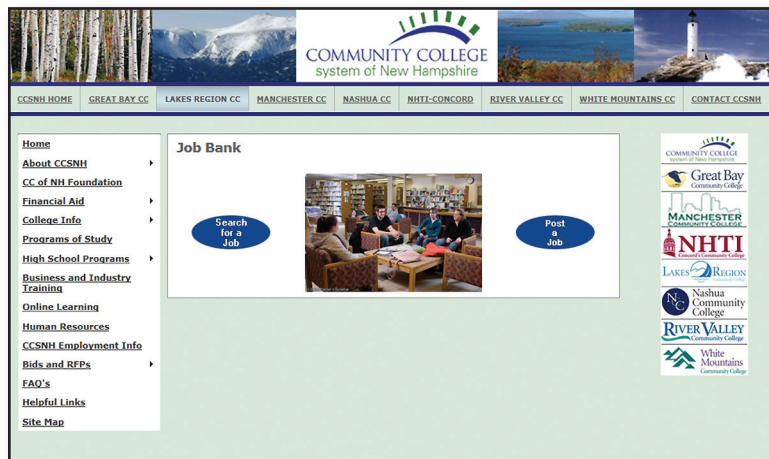 COMMUNITY COLLEGE
system of New Hampshire
CCSNH HOME
GREAT BAY CC
LAKES REGION CC
MANCHESTER CC
NASHUA CC
NHTI-CONCORD
RIVER VALLEY CC
WHITE MOUNTAINS CC
CONTACT CCSNH
Home
About CCSNH
CC of NH Foundation
Financial Aid
College Info
Programs of Study
High School Programs
Business and Industry
Training
Online Learning
Human Resources
CCSNH Employment Info
Bids and RFPs
FAQ's
Helpful Links
Site Map
Job Bank
Search
for a
Job
Post
a
Job
COMMUNITY COLLEGE
system of New Hampshire
Great Bay
Community College
MANCHESTER
COMMUNITY COLLEGE
NHTI
Concord's Community College
LAKES REGION
Community College
NCC
Nashua
Community
College
RIVER VALLEY
Community College
White
Mountains
Community College